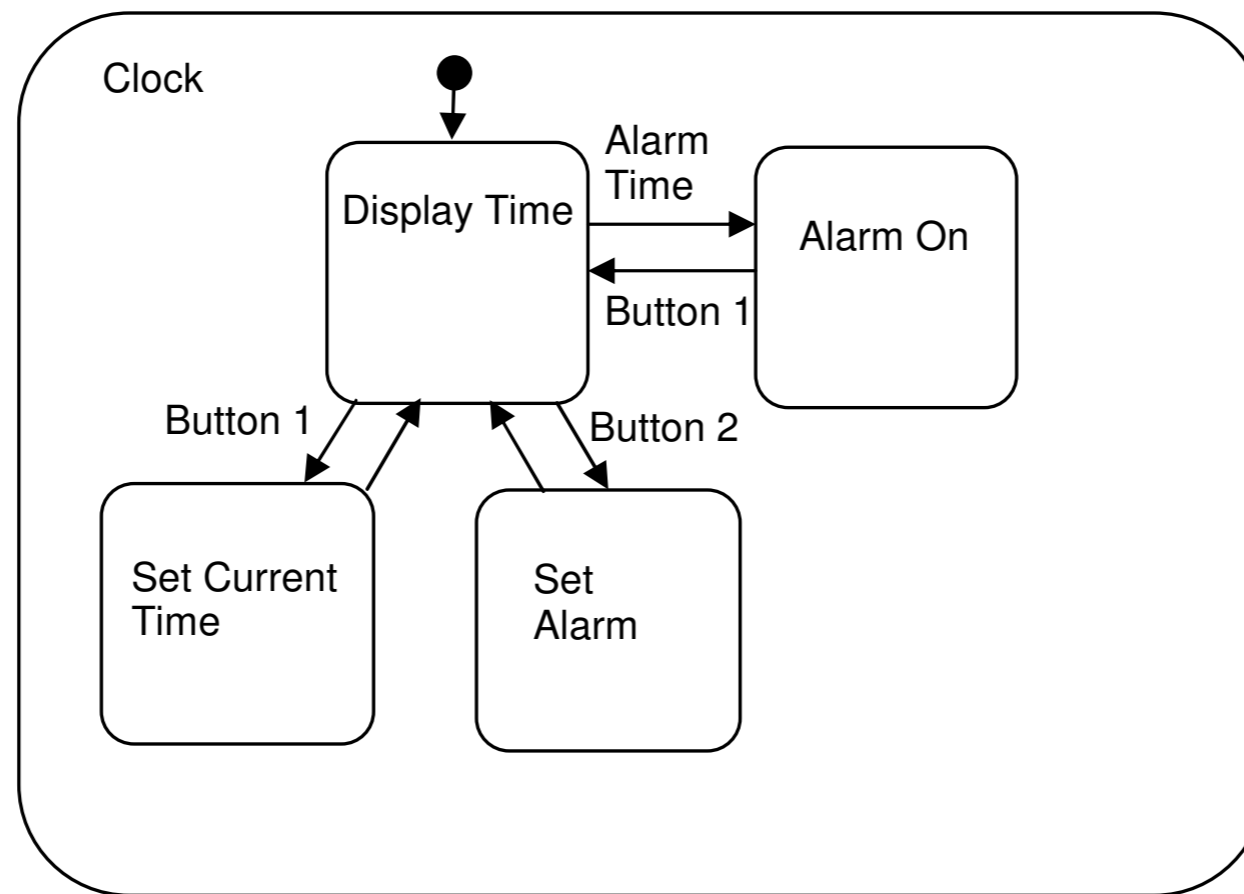 Clock
Alarm
Time
Display Time
Alarm On
Button 1
Button 1
Button 2
Set Current
Time
Set
Alarm